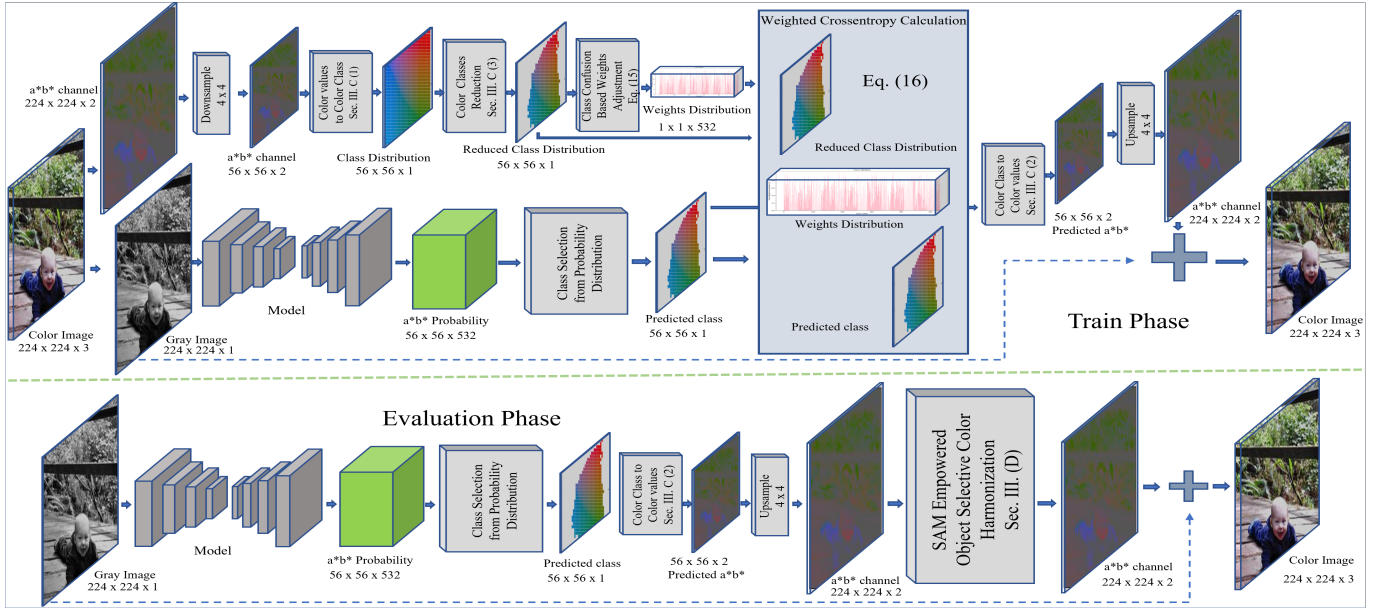 a*b* channel
224 x 224 x 2
Downsample
4 x 4
a*b* channel
56 x 56 x 2
Color values
to Color Class
Sec. III. C (1)
Class Distribution
56 x 56 x 1
Color Classes
Reduction
Sec. III. C (3)
Reduced Class Distribution
56 x 56 x 1
Class Confusion
Based Weights
Adjustment
Eq. (15)
Weights Distribution
1 x 1 x 532
Weighted Crossentropy Calculation
Eq. (16)
Reduced Class Distribution
Weights Distribution
Predicted class
Color Image
224 x 224 x 3
Gray Image
224 x 224 x 1
Model
a*b* Probability
56 x 56 x 532
Class Selection
from Probability
Distribution
Predicted class
56 x 56 x 1
Color Class to
Color values
Sec. III. C (2)
56 x 56 x 2
Predicted a*b*
Upsample
4 x 4
a*b* channel
224 x 224 x 2
Train Phase
Color Image
224 x 224 x 3
Evaluation Phase
Gray Image
224 x 224 x 1
Model
a*b* Probability
56 x 56 x 532
Class Selection
from Probability
Distribution
Predicted class
56 x 56 x 1
Color Class to
Color values
Sec. III. C (2)
56 x 56 x 2
Predicted a*b*
Upsample
4 x 4
a*b* channel
224 x 224 x 2
SAM Empowered
Object Selective Color
Harmonization
Sec. III. (D)
a*b* channel
224 x 224 x 2
Color Image
224 x 224 x 3